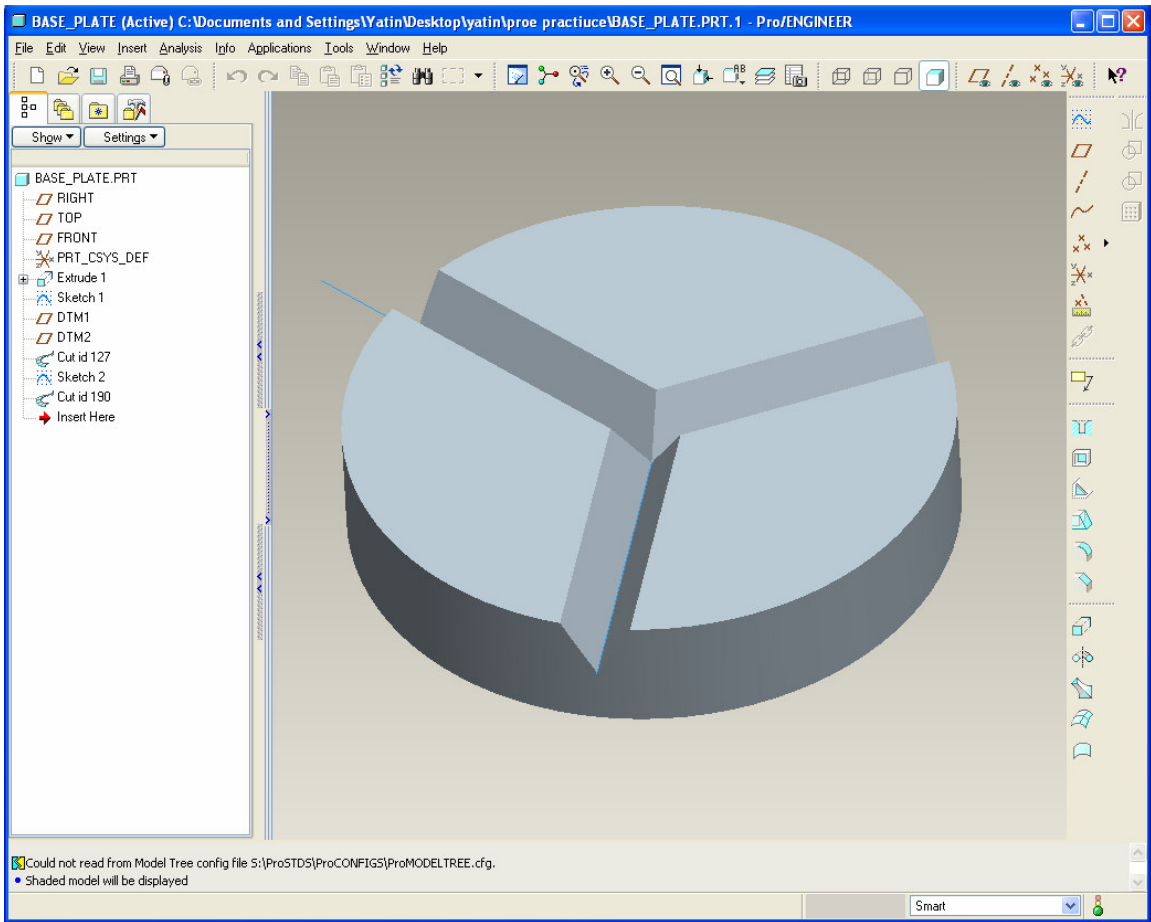 BASE_PLATE (Active) C:\Documents and Settings\Yatin\Desktop\yatin\proe practiuce\BASE_PLATE.PRT.1 - Pro/ENGINEER
File Edit View Insert Analysis Info Applications Tools Window Help
Show Settings
BASE_PLATE.PRT
RIGHT
TOP
FRONT
PRT_CSYS_DEF
Extrude 1
Sketch 1
DTM1
DTM2
Cut id 127
Sketch 2
Cut id 190
Insert Here
Could not read from Model Tree config file S:\ProSTDS\ProCONFIGS\ProMODELTREE.cfg.
• Shaded model will be displayed
Smart